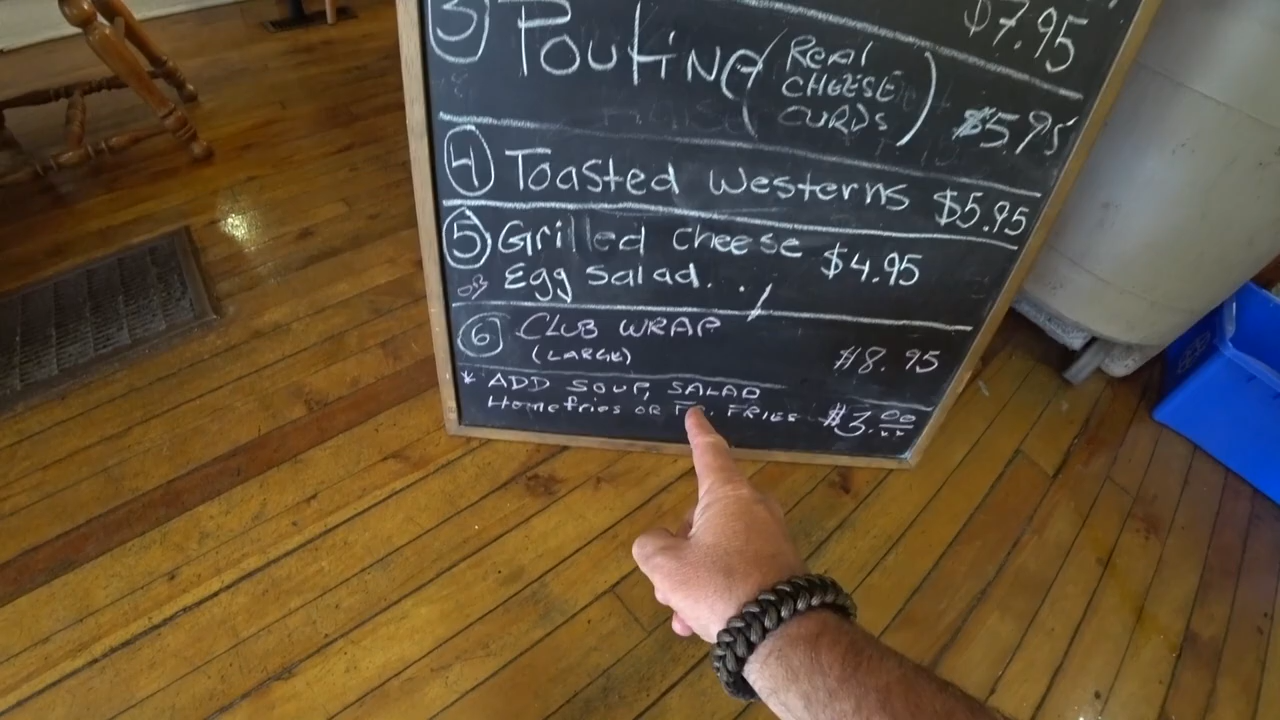 $7.95
3 Poutine (Real
CHEESE
CURDS) $5.95
4 Toasted Westerns $5.95
5 Grilled cheese $4.95
or Egg Salad...
6 CLUB WRAP
(LARGE) $8.95
* ADD SOUP, SALAD
Homefries OR FR. FRIES $3.00